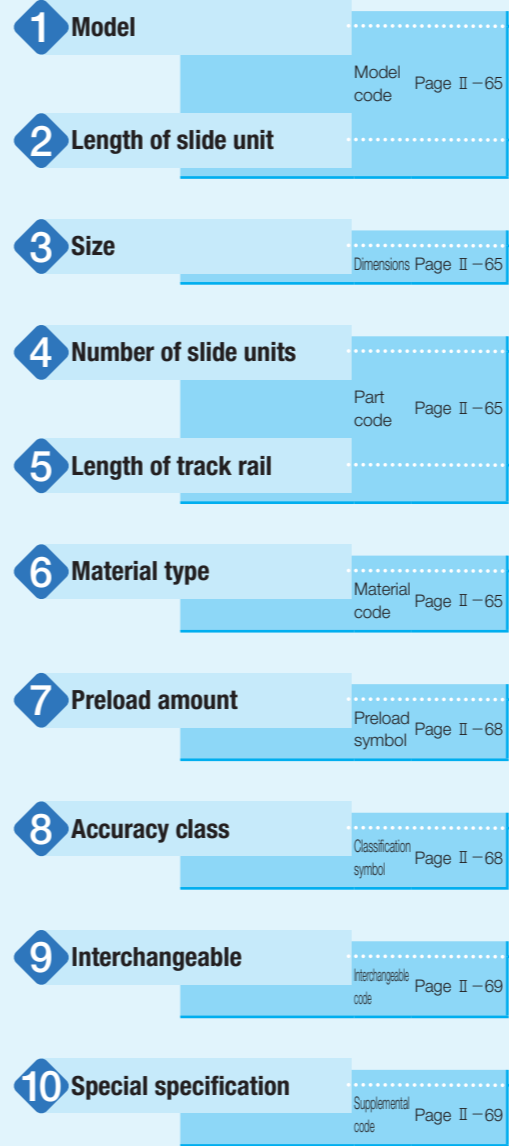 1 Model
Model
code
Page Ⅱ－65
2 Length of slide unit
3 Size
Dimensions Page Ⅱ－65
4 Number of slide units
Part
code
Page Ⅱ－65
5 Length of track rail
6 Material type
Material
code
Page Ⅱ－65
7 Preload amount
Preload
symbol
Page Ⅱ－68
8 Accuracy class
Classification
symbol
Page Ⅱ－68
9 Interchangeable
Interchangeable
code
Page Ⅱ－69
10 Special specification
Supplemental
code
Page Ⅱ－69